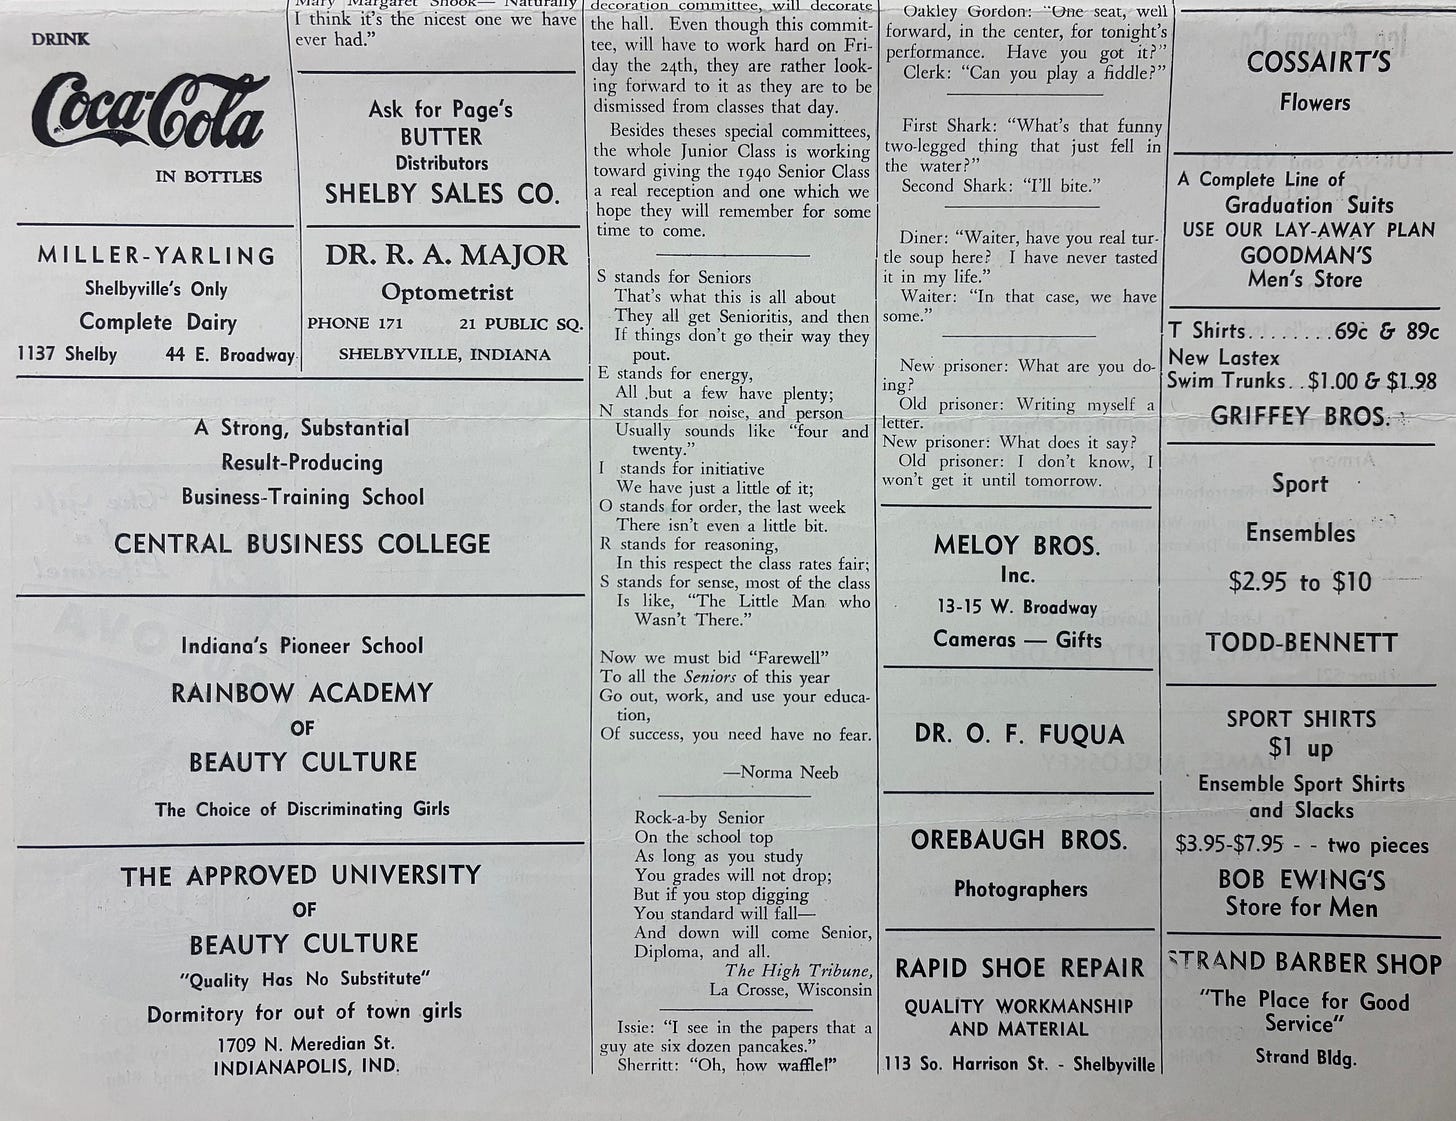 DRINK
Coca-Cola
IN BOTTLES
MILLER-YARLING
Shelbyville's Only
Complete Dairy
1137 Shelby 44 E. Broadway
Mary Margaret Shook— Naturally
I think it's the nicest one we have
ever had."
Ask for Page's
BUTTER
Distributors
SHELBY SALES CO.
DR. R. A. MAJOR
Optometrist
PHONE 171 21 PUBLIC SQ.
SHELBYVILLE, INDIANA
A Strong, Substantial
Result-Producing
Business-Training School
CENTRAL BUSINESS COLLEGE
Indiana's Pioneer School
RAINBOW ACADEMY
OF
BEAUTY CULTURE
The Choice of Discriminating Girls
THE APPROVED UNIVERSITY
OF
BEAUTY CULTURE
"Quality Has No Substitute"
Dormitory for out of town girls
1709 N. Meredian St.
INDIANAPOLIS, IND.
decoration committee, will decorate
the hall. Even though this commit-
tee, will have to work hard on Fri-
day the 24th, they are rather look-
ing forward to it as they are to be
dismissed from classes that day.
Besides theses special committees,
the whole Junior Class is working
toward giving the 1940 Senior Class
a real reception and one which we
hope they will remember for some
time to come.
S stands for Seniors
That's what this is all about
They all get Senioritis, and then
If things don't go their way they
pout.
E stands for energy,
All but a few have plenty;
N stands for noise, and person
Usually sounds like "four and
twenty."
I stands for initiative
We have just a little of it;
O stands for order, the last week
There isn't even a little bit.
R stands for reasoning,
In this respect the class rates fair;
S stands for sense, most of the class
Is like, "The Little Man who
Wasn't There."
Now we must bid "Farewell"
To all the Seniors of this year
Go out, work, and use your educa-
tion,
Of success, you need have no fear.
—Norma Neeb
Rock-a-by Senior
On the school top
As long as you study
You grades will not drop;
But if you stop digging
You standard will fall—
And down will come Senior,
Diploma, and all.
The High Tribune,
La Crosse, Wisconsin
Issie: "I see in the papers that a
guy ate six dozen pancakes."
Sherritt: "Oh, how waffle!"
Oakley Gordon: "One seat, well
forward, in the center, for tonight's
performance. Have you got it?"
Clerk: "Can you play a fiddle?"
First Shark: "What's that funny
two-legged thing that just fell in
the water?"
Second Shark: "I'll bite."
Diner: "Waiter, have you real tur-
tle soup here? I have never tasted
it in my life."
Waiter: "In that case, we have
some."
New prisoner: What are you do-
ing?
Old prisoner: Writing myself a
letter.
New prisoner: What does it say?
Old prisoner: I don't know, I
won't get it until tomorrow.
MELOY BROS.
Inc.
13-15 W. Broadway
Cameras — Gifts
DR. O. F. FUQUA
OREBAUGH BROS.
Photographers
RAPID SHOE REPAIR
QUALITY WORKMANSHIP
AND MATERIAL
113 So. Harrison St. - Shelbyville
COSSAIRT'S
Flowers
A Complete Line of
Graduation Suits
USE OUR LAY-AWAY PLAN
GOODMAN'S
Men's Store
T Shirts........69c & 89c
New Lastex
Swim Trunks...$1.00 & $1.98
GRIFFEY BROS.
Sport
Ensembles
$2.95 to $10
TODD-BENNETT
SPORT SHIRTS
$1 up
Ensemble Sport Shirts
and Slacks
$3.95-$7.95 - - two pieces
BOB EWING'S
Store for Men
STRAND BARBER SHOP
"The Place for Good
Service"
Strand Bldg.